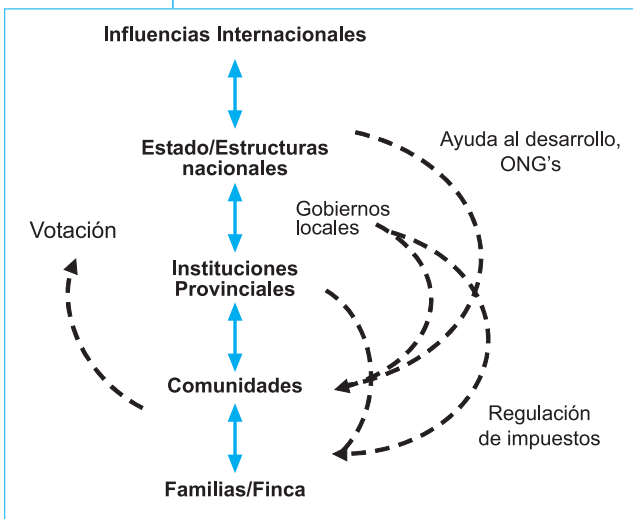 Influencias Internacionales
Estado/Estructuras
nacionales
Ayuda al desarrollo,
ONG's
Gobiernos
locales
Votación
Instituciones
Provinciales
Comunidades
Regulación
de impuestos
Familias/Finca